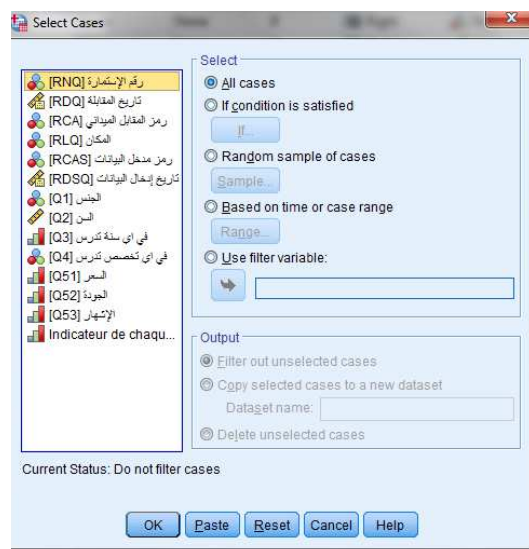 Select Cases
رقم الإستمارة [RNQ]
تاريخ المقابلة [RDQ]
رمز المقابل الميداني [RCA]
المكان [RLQ]
رمز مدخل البيانات [RCAS]
تاريخ إدخال البيانات [RDSQ]
الجنس [Q1]
السن [Q2]
في اي سنة تدرس [Q3]
في اي تخصص تدرس [Q4]
السعر [Q51]
الجودة [Q52]
الإشهار [Q53]
Indicateur de chaqu...
Select
All cases
If condition is satisfied
If...
Random sample of cases
Sample...
Based on time or case range
Range...
Use filter variable:
Output
Filter out unselected cases
Copy selected cases to a new dataset
Dataset name:
Delete unselected cases
Current Status: Do not filter cases
OK Paste Reset Cancel Help